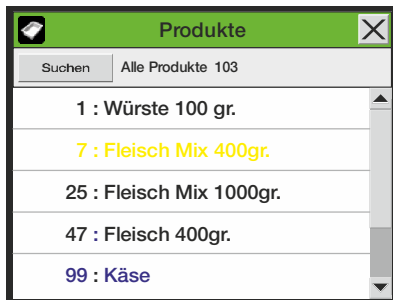 Produkte
Suchen Alle Produkte 103
1 : Würste 100 gr.
7 : Fleisch Mix 400gr.
25 : Fleisch Mix 1000gr.
47 : Fleisch 400gr.
99 : Käse